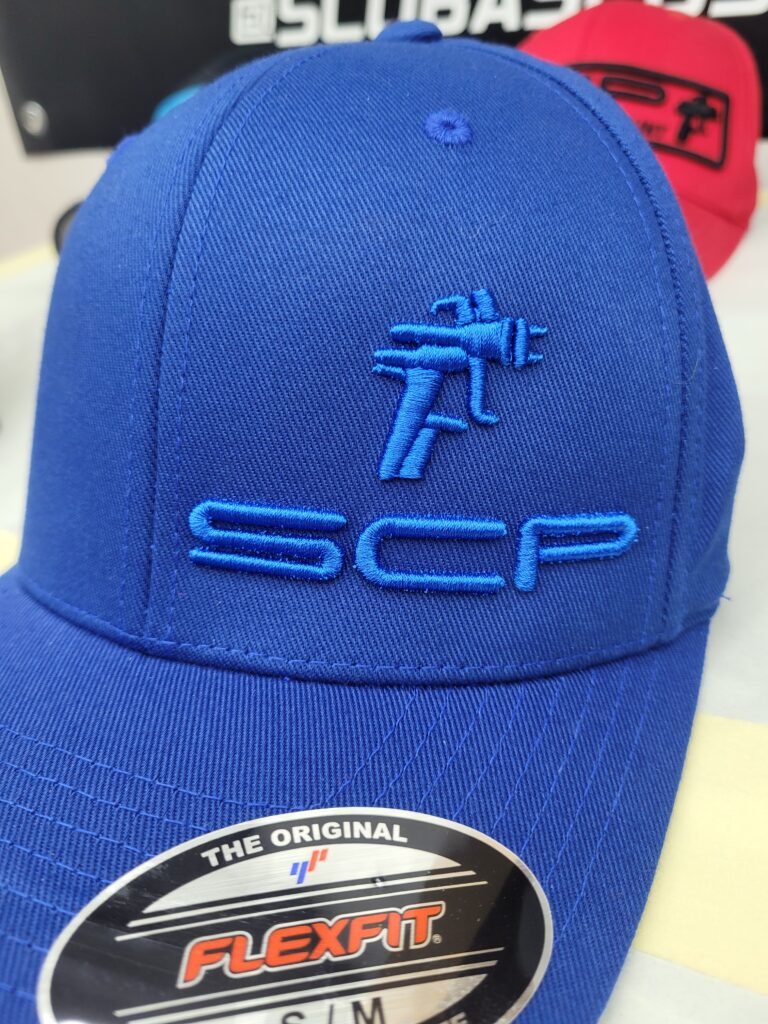 SCP
THE ORIGINAL
FLEXFIT®
S / M